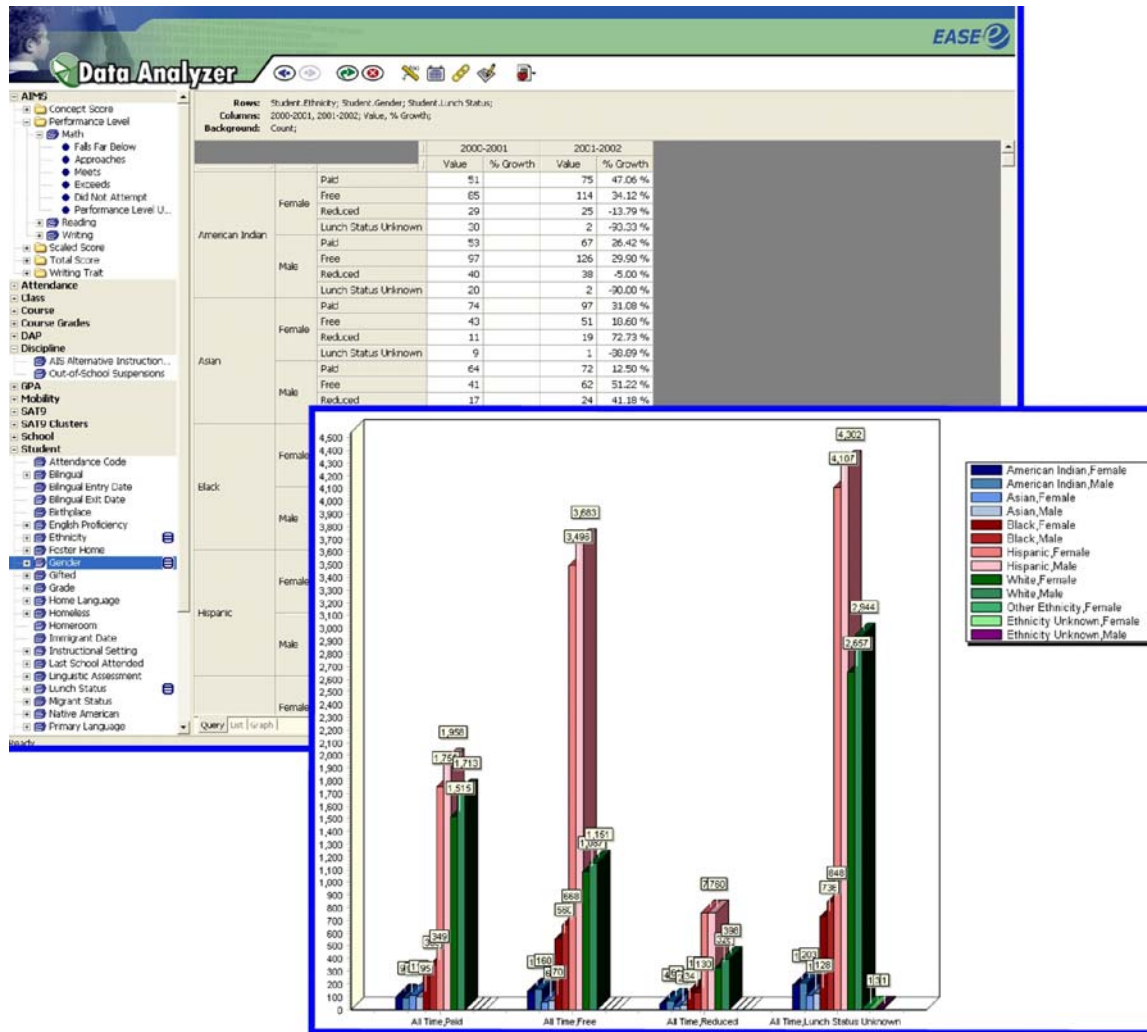 EASE e
Data Analyzer
AIMS
Concept Score
Performance Level
Math
Falls Far Below
Approaches
Meets
Exceeds
Did Not Attempt
Performance Level U...
Reading
Writing
Scaled Score
Total Score
Writing Trait
Attendance
Class
Course
Course Grades
DAP
Discipline
AIS Alternative Instruction...
Out-of-School Suspensions
GPA
Mobility
SAT9
SAT9 Clusters
School
Student
Attendance Code
Bilingual
Bilingual Entry Date
Bilingual Exit Date
Birthplace
English Proficiency
Ethnicity
Foster Home
Gender
Gifted
Grade
Home Language
Homeless
Homeroom
Immigrant Date
Instructional Setting
Last School Attended
Linguistic Assessment
Lunch Status
Migrant Status
Native American
Primary Language
Ready
Rows: Student.Ethnicity; Student.Gender; Student.Lunch Status;
Columns: 2000-2001, 2001-2002; Value, % Growth;
Background: Count;
2000-2001 2001-2002
Value % Growth Value % Growth
American Indian Female Paid 51 75 47.06 %
Free 85 114 34.12 %
Reduced 29 25 -13.79 %
Lunch Status Unknown 30 2 -93.33 %
Male Paid 53 67 26.42 %
Free 97 126 29.90 %
Reduced 40 38 -5.00 %
Lunch Status Unknown 20 2 -90.00 %
Asian Female Paid 74 97 31.08 %
Free 43 51 18.60 %
Reduced 11 19 72.73 %
Lunch Status Unknown 9 1 -88.89 %
Male Paid 64 72 12.50 %
Free 41 62 51.22 %
Reduced 17 24 41.18 %
Black Female
Male
Hispanic Female
Male
Female
Query List Graph
4,500
4,400
4,300
4,200
4,100
4,000
3,900
3,800
3,700
3,600
3,500
3,400
3,300
3,200
3,100
3,000
2,900
2,800
2,700
2,600
2,500
2,400
2,300
2,200
2,100
2,000
1,900
1,800
1,700
1,600
1,500
1,400
1,300
1,200
1,100
1,000
900
800
700
600
500
400
300
200
100
0
95
349
1,958
1,515
1,713
160
70
560
668
3,496
3,683
1,087
1,151
34
130
760
398
203
128
736
848
4,107
4,302
2,657
2,944
All Time,Paid
All Time,Free
All Time,Reduced
All Time,Lunch Status Unknown
American Indian,Female
American Indian,Male
Asian,Female
Asian,Male
Black,Female
Black,Male
Hispanic,Female
Hispanic,Male
White,Female
White,Male
Other Ethnicity,Female
Ethnicity Unknown,Female
Ethnicity Unknown,Male